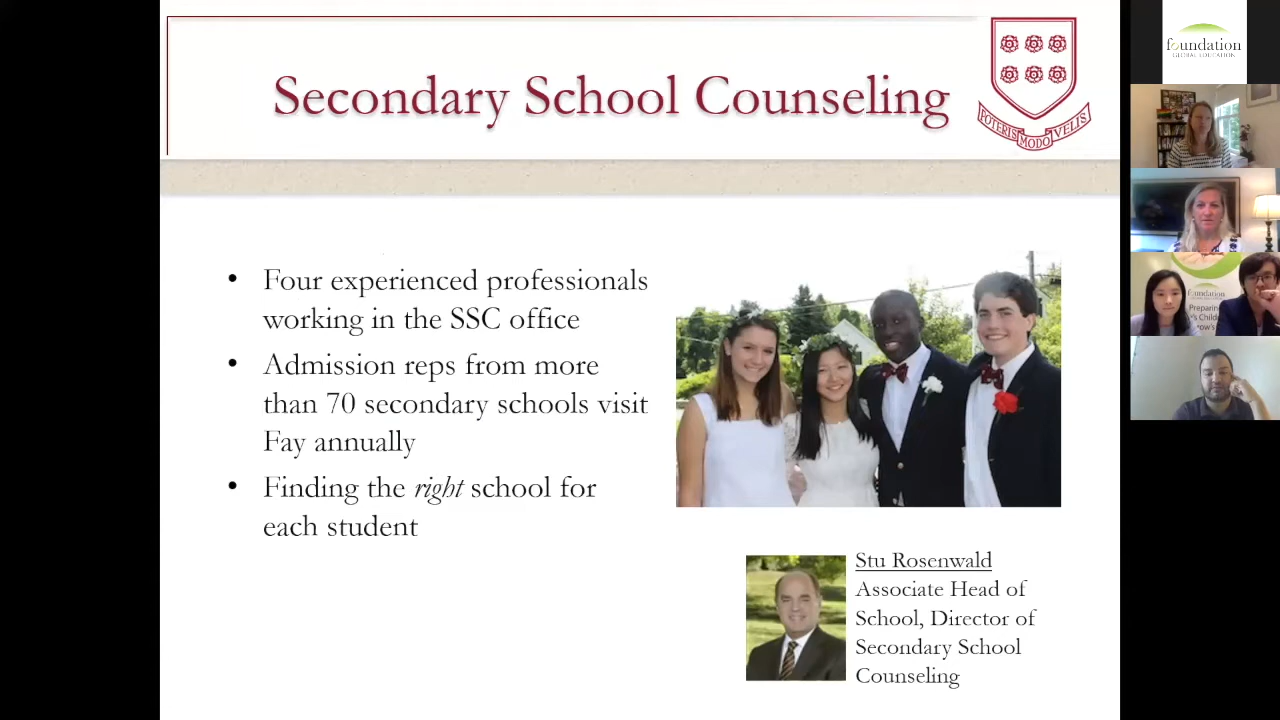 Secondary School Counseling
POTERIS MODO VELIS
• Four experienced professionals
working in the SSC office
• Admission reps from more
than 70 secondary schools visit
Fay annually
• Finding the right school for
each student
Stu Rosenwald
Associate Head of
School, Director of
Secondary School
Counseling
foundation
GLOBAL EDUCATION
foundation
Preparing